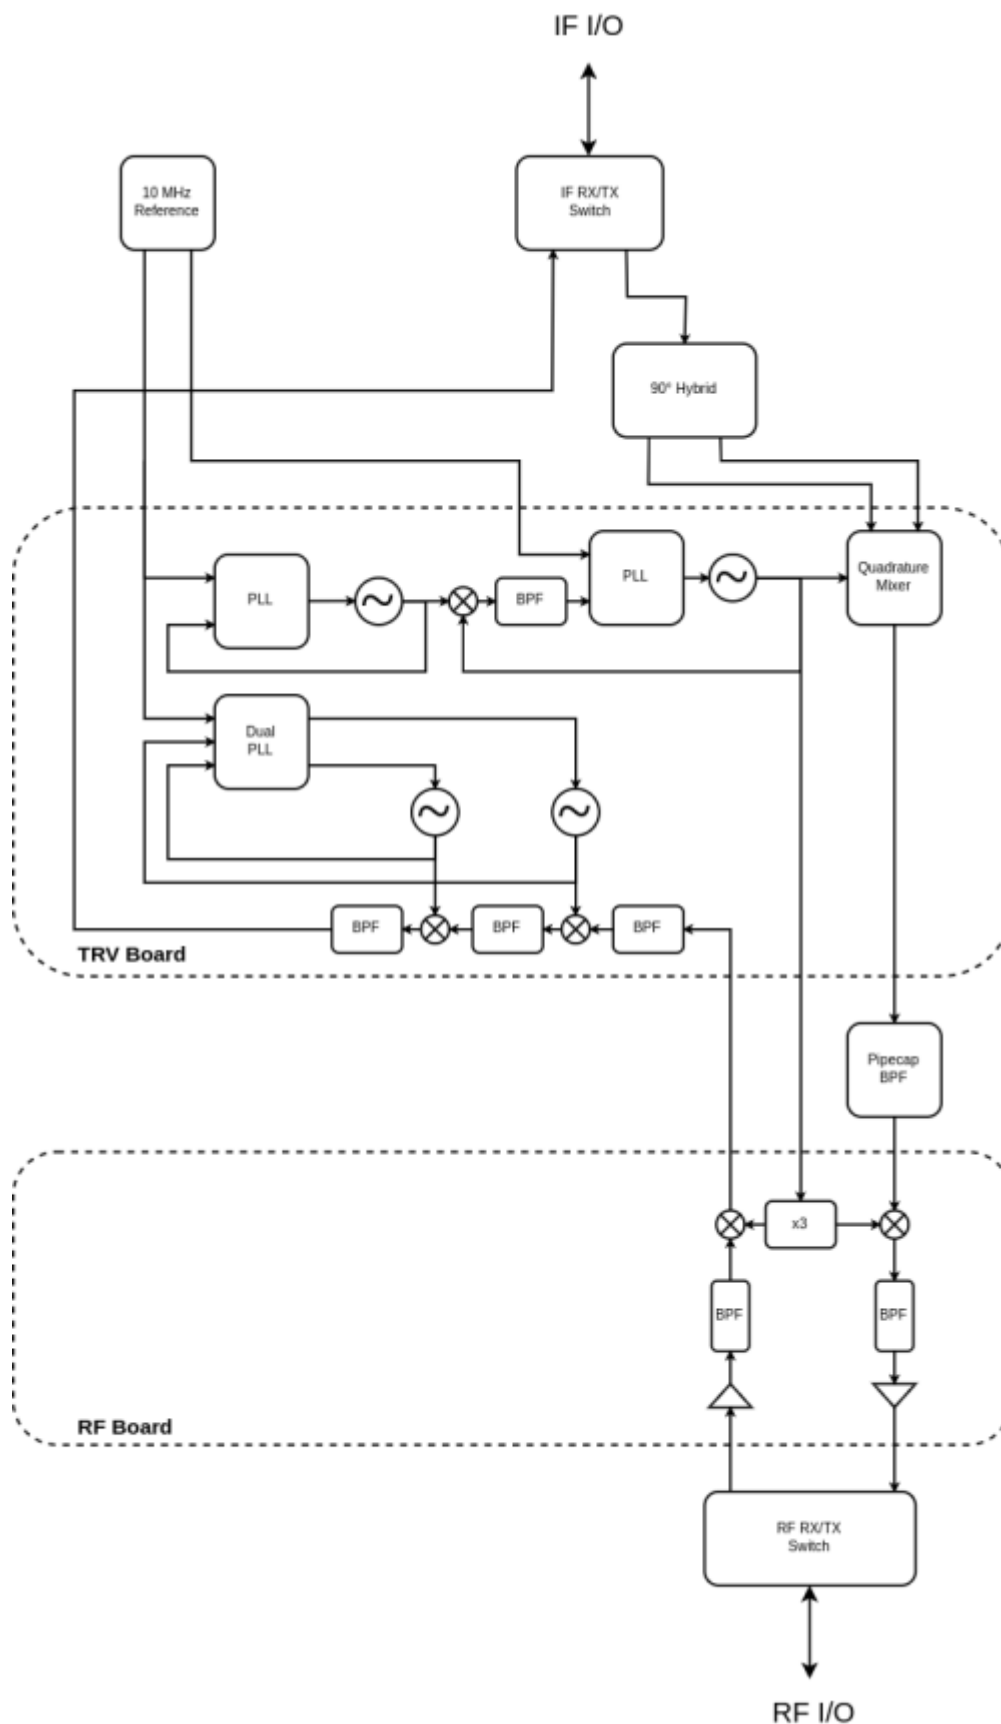 IF I/O
10 MHz
Reference
IF RX/TX
Switch
90° Hybrid
PLL
BPF
PLL
Quadrature
Mixer
Dual
PLL
BPF
BPF
BPF
TRV Board
Pipecap
BPF
x3
BPF
BPF
RF Board
RF RX/TX
Switch
RF I/O